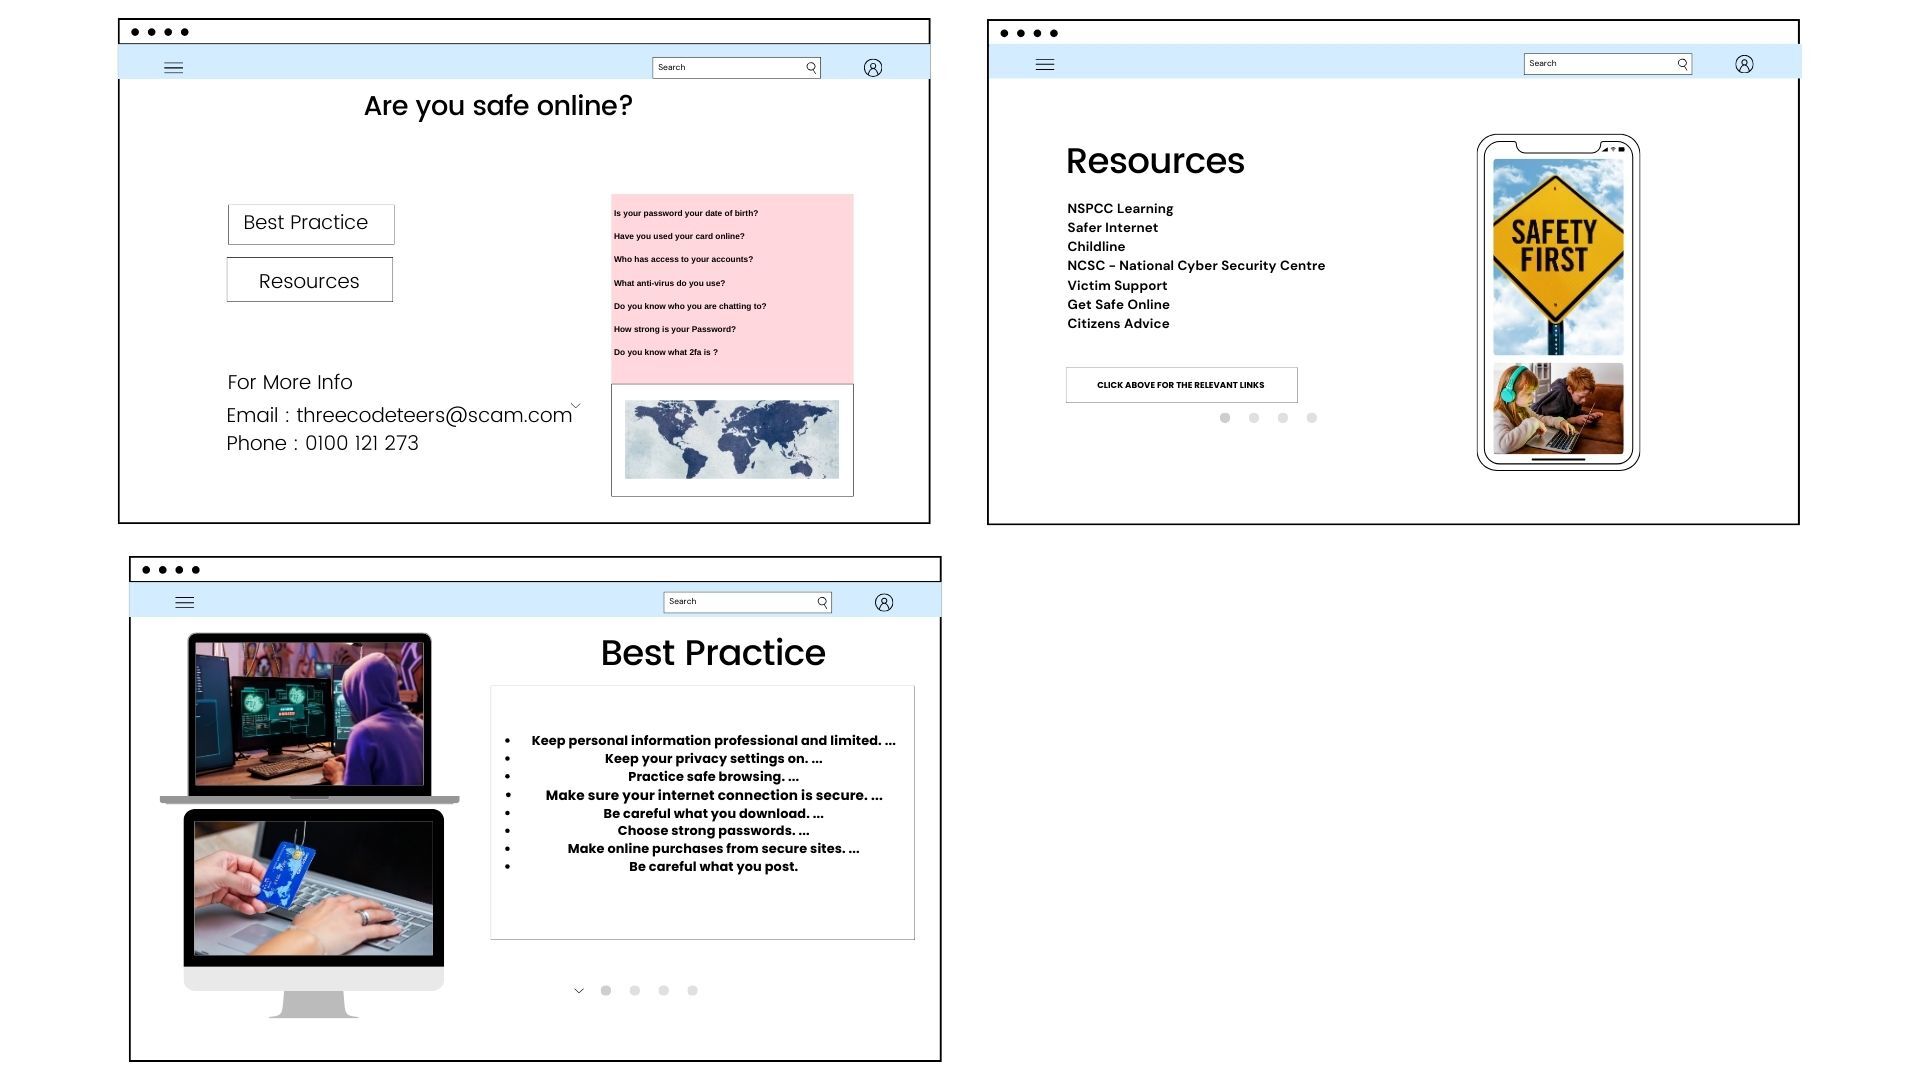 Search
Are you safe online?
Best Practice
Resources
Is your password your date of birth?
Have you used your card online?
Who has access to your accounts?
What anti-virus do you use?
Do you know who you are chatting to?
How strong is your Password?
Do you know what 2fa is ?
For More Info
Email : threecodeteers@scam.com
Phone : 0100 121 273
Search
Resources
NSPCC Learning
Safer Internet
Childline
NCSC - National Cyber Security Centre
Victim Support
Get Safe Online
Citizens Advice
CLICK ABOVE FOR THE RELEVANT LINKS
SAFETY
FIRST
Search
Best Practice
• Keep personal information professional and limited. ...
• Keep your privacy settings on. ...
• Practice safe browsing. ...
• Make sure your internet connection is secure. ...
• Be careful what you download. ...
• Choose strong passwords. ...
• Make online purchases from secure sites. ...
• Be careful what you post.